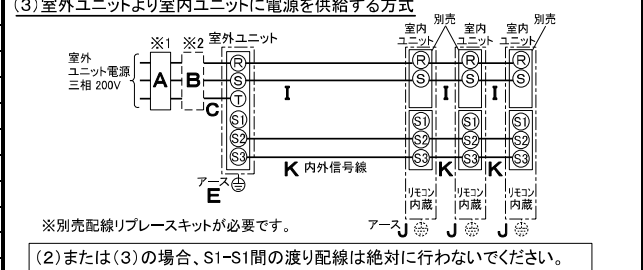 (3)室外ユニットより室内ユニットに電源を供給する方式
※1 ※2 室外ユニット
室内ユニット 別売 室内ユニット 室内ユニット 別売
室外
ユニット電源
三相 200V
A B C
R R R R
S I S I S I S
T
S1 S1 S1 S1
S2 S2 S2 S2
S3 K 内外信号線 S3 K S3 K S3
アース
E
リモコン内蔵 リモコン内蔵 リモコン内蔵
※別売配線リプレースキットが必要です。
アース J J J
(2)または(3)の場合、S1-S1間の渡り配線は絶対に行わないでください。